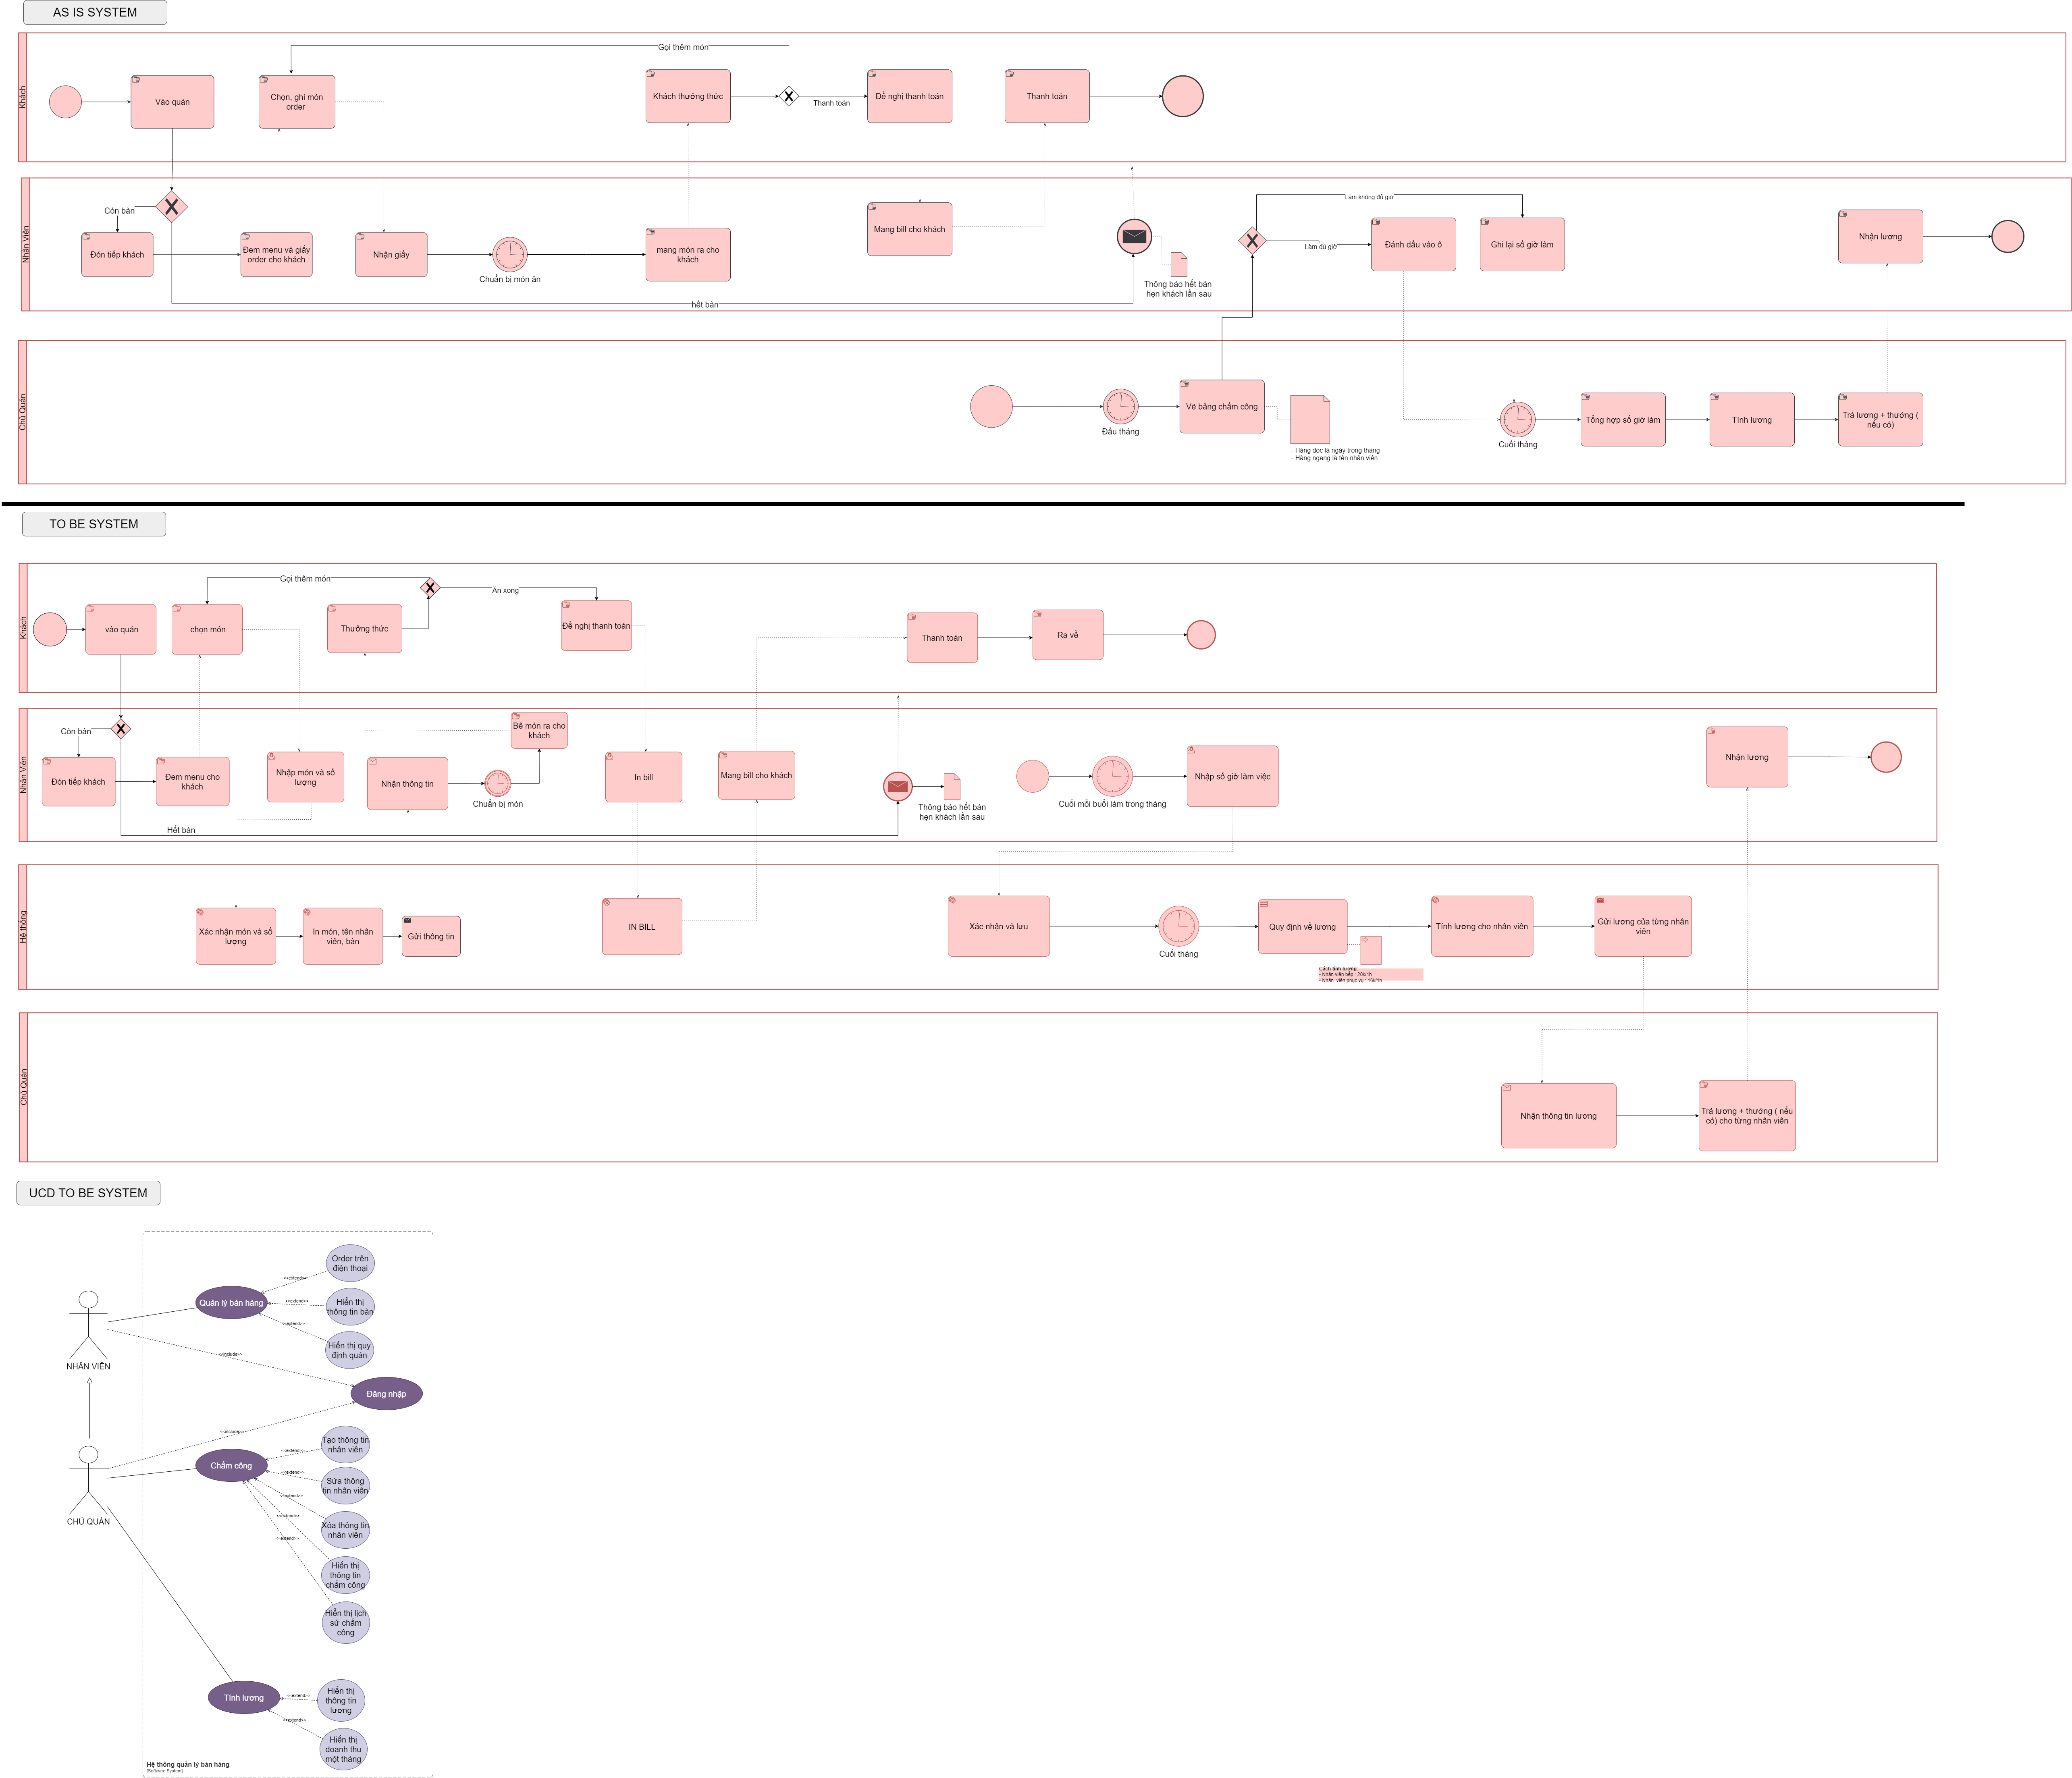 AS IS SYSTEM
Khách
Gọi thêm món
Vào quán
Chọn, ghi món
order
Khách thưởng thức
Thanh toán
Đề nghị thanh toán
Thanh toán
Nhân Viên
Còn bàn
Đón tiếp khách
Đem menu và giấy
order cho khách
Nhận giấy
Chuẩn bị món ăn
mang món ra cho
khách
Mang bill cho khách
hết bàn
Thông báo hết bàn
hẹn khách lần sau
Làm không đủ giờ
Làm đủ giờ
Đánh dấu vào ô
Ghi lại số giờ làm
Nhận lương
Chủ Quán
Đầu tháng
Vẽ bảng chấm công
- Hàng dọc là ngày trong tháng
- Hàng ngang là tên nhân viên
Cuối tháng
Tổng hợp số giờ làm
Tính lương
Trả lương + thưởng (
nếu có)
TO BE SYSTEM
Khách
Gọi thêm món
Ăn xong
vào quán
chọn món
Thưởng thức
Đề nghị thanh toán
Thanh toán
Ra về
Nhân Viên
Còn bàn
Đón tiếp khách
Đem menu cho
khách
Nhập món và số
lượng
Nhận thông tin
Chuẩn bị món
Bê món ra cho
khách
In bill
Mang bill cho khách
Hết bàn
Thông báo hết bàn
hẹn khách lần sau
Cuối mỗi buổi làm trong tháng
Nhập số giờ làm việc
Nhận lương
Hệ thống
Xác nhận món và số
lượng
In món, tên nhân
viên, bàn
Gửi thông tin
IN BILL
Xác nhận và lưu
Cuối tháng
Quy định về lương
Cách tính lượng
- Nhân viên bếp : 20k/1h
- Nhân viên phục vụ : 16k/1h
Tính lương cho nhân viên
Gửi lương của từng nhân
viên
Chủ Quán
Nhận thông tin lương
Trả lương + thưởng ( nếu
có) cho từng nhân viên
UCD TO BE SYSTEM
NHÂN VIÊN
CHỦ QUÁN
Quản lý bán hàng
<<extend>>
Order trên
điện thoại
<<extend>>
Hiển thị
thông tin bàn
<<extend>>
Hiển thị quy
định quán
<<include>>
Đăng nhập
<<include>>
Chấm công
<<extend>>
Tạo thông tin
nhân viên
<<extend>>
Sửa thông
tin nhân viên
<<extend>>
Xóa thông tin
nhân viên
<<extend>>
Hiển thị
thông tin
chấm công
<<extend>>
Hiển thị lịch
sử chấm
công
Tính lương
<<extend>>
Hiển thị
thông tin
lương
<<extend>>
Hiển thị
doanh thu
một tháng
Hệ thống quản lý bán hàng
[Software System]